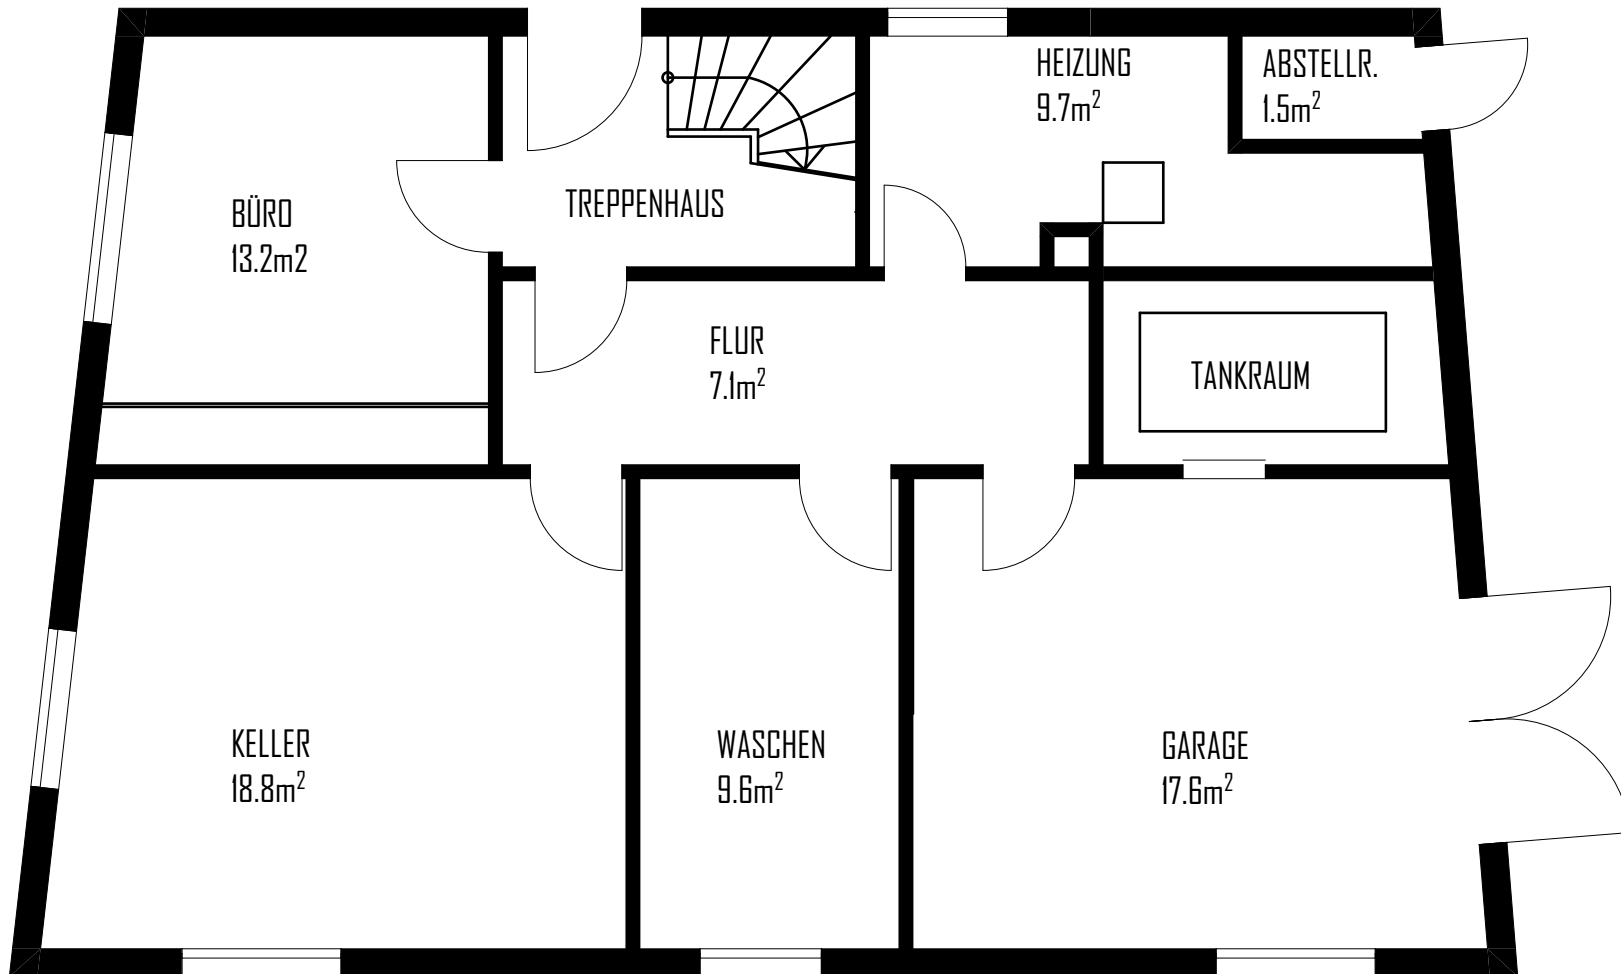 HEIZUNG
9.7m²
ABSTELLR.
1.5m²
BÜRO
13.2m2
TREPPENHAUS
FLUR
7.1m²
TANKRAUM
KELLER
18.8m²
WASCHEN
9.6m²
GARAGE
17.6m²